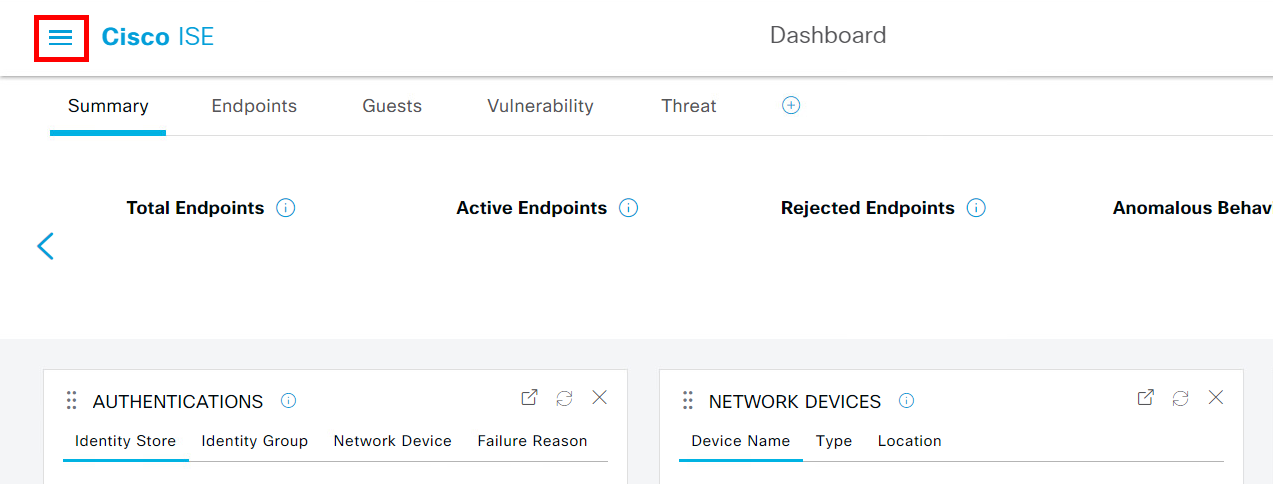 Cisco ISE
Dashboard
Summary Endpoints Guests Vulnerability Threat
Total Endpoints Active Endpoints Rejected Endpoints Anomalous Behav
AUTHENTICATIONS
Identity Store Identity Group Network Device Failure Reason
NETWORK DEVICES
Device Name Type Location